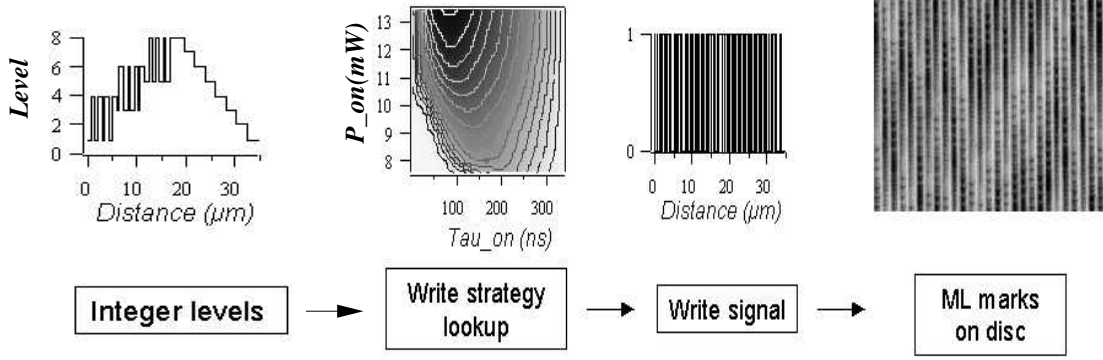 Level
8
6
4
2
0
0 10 20 30
Distance (µm)
P_on(mW)
13
12
11
10
9
8
100 200 300
Tau_on (ns)
1
0
0 10 20 30
Distance (µm)
Integer levels
Write strategy
lookup
Write signal
ML marks
on disc